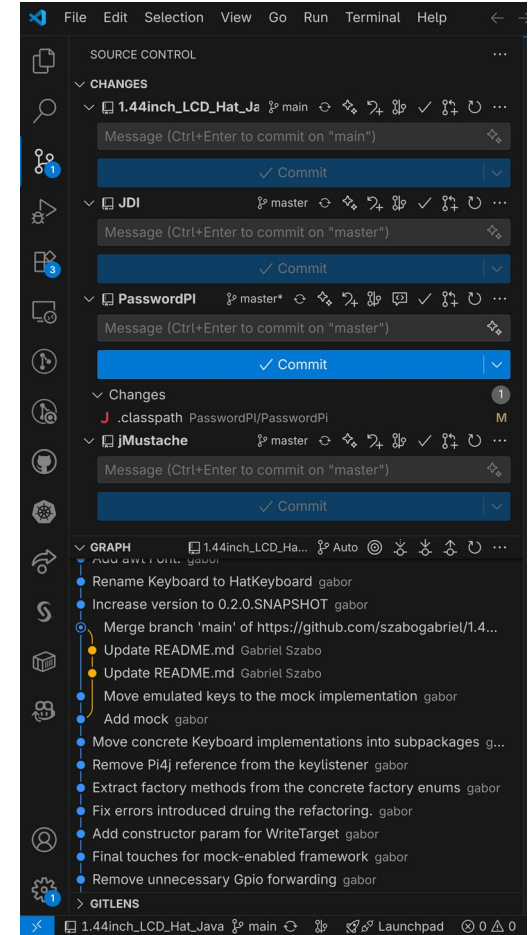 File Edit Selection View Go Run Terminal Help
SOURCE CONTROL
CHANGES
1.44inch_LCD_Hat_Ja main
Message (Ctrl+Enter to commit on "main")
Commit
1
JDI master
Message (Ctrl+Enter to commit on "master")
Commit
3
PasswordPI master*
Message (Ctrl+Enter to commit on "master")
Commit
Changes 1
J .classpath PasswordPI/PasswordPi M
jMustache master
Message (Ctrl+Enter to commit on "master")
Commit
GRAPH 1.44inch_LCD_Ha... Auto
Add awt Font. gabor
Rename Keyboard to HatKeyboard gabor
Increase version to 0.2.0.SNAPSHOT gabor
Merge branch 'main' of https://github.com/szabogabriel/1.4...
Update README.md Gabriel Szabo
Update README.md Gabriel Szabo
Move emulated keys to the mock implementation gabor
Add mock gabor
Move concrete Keyboard implementations into subpackages g...
Remove Pi4j reference from the keylistener gabor
Extract factory methods from the concrete factory enums gabor
Fix errors introduced druing the refactoring. gabor
Add constructor param for WriteTarget gabor
Final touches for mock-enabled framework gabor
Remove unnecessary Gpio forwarding gabor
1
GITLENS
1.44inch_LCD_Hat_Java main Launchpad 0 0